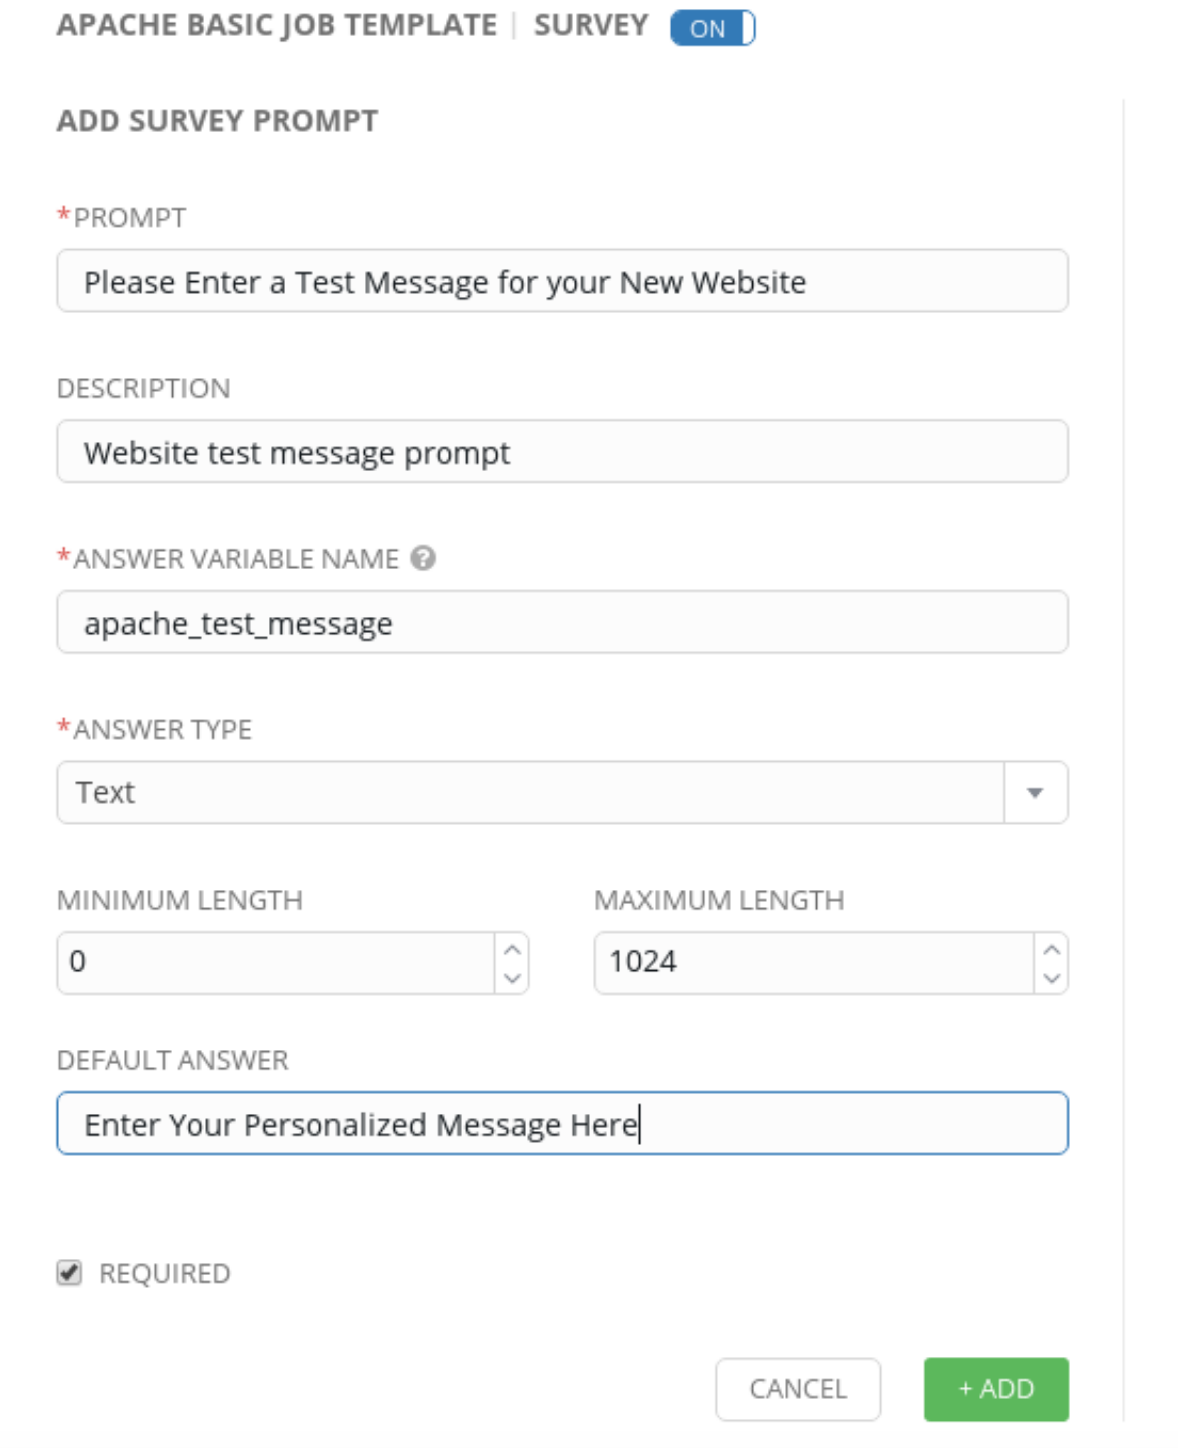 APACHE BASIC JOB TEMPLATE | SURVEY ON
ADD SURVEY PROMPT
*PROMPT
Please Enter a Test Message for your New Website
DESCRIPTION
Website test message prompt
*ANSWER VARIABLE NAME ?
apache_test_message
*ANSWER TYPE
Text
MINIMUM LENGTH MAXIMUM LENGTH
0 1024
DEFAULT ANSWER
Enter Your Personalized Message Here
REQUIRED
CANCEL + ADD